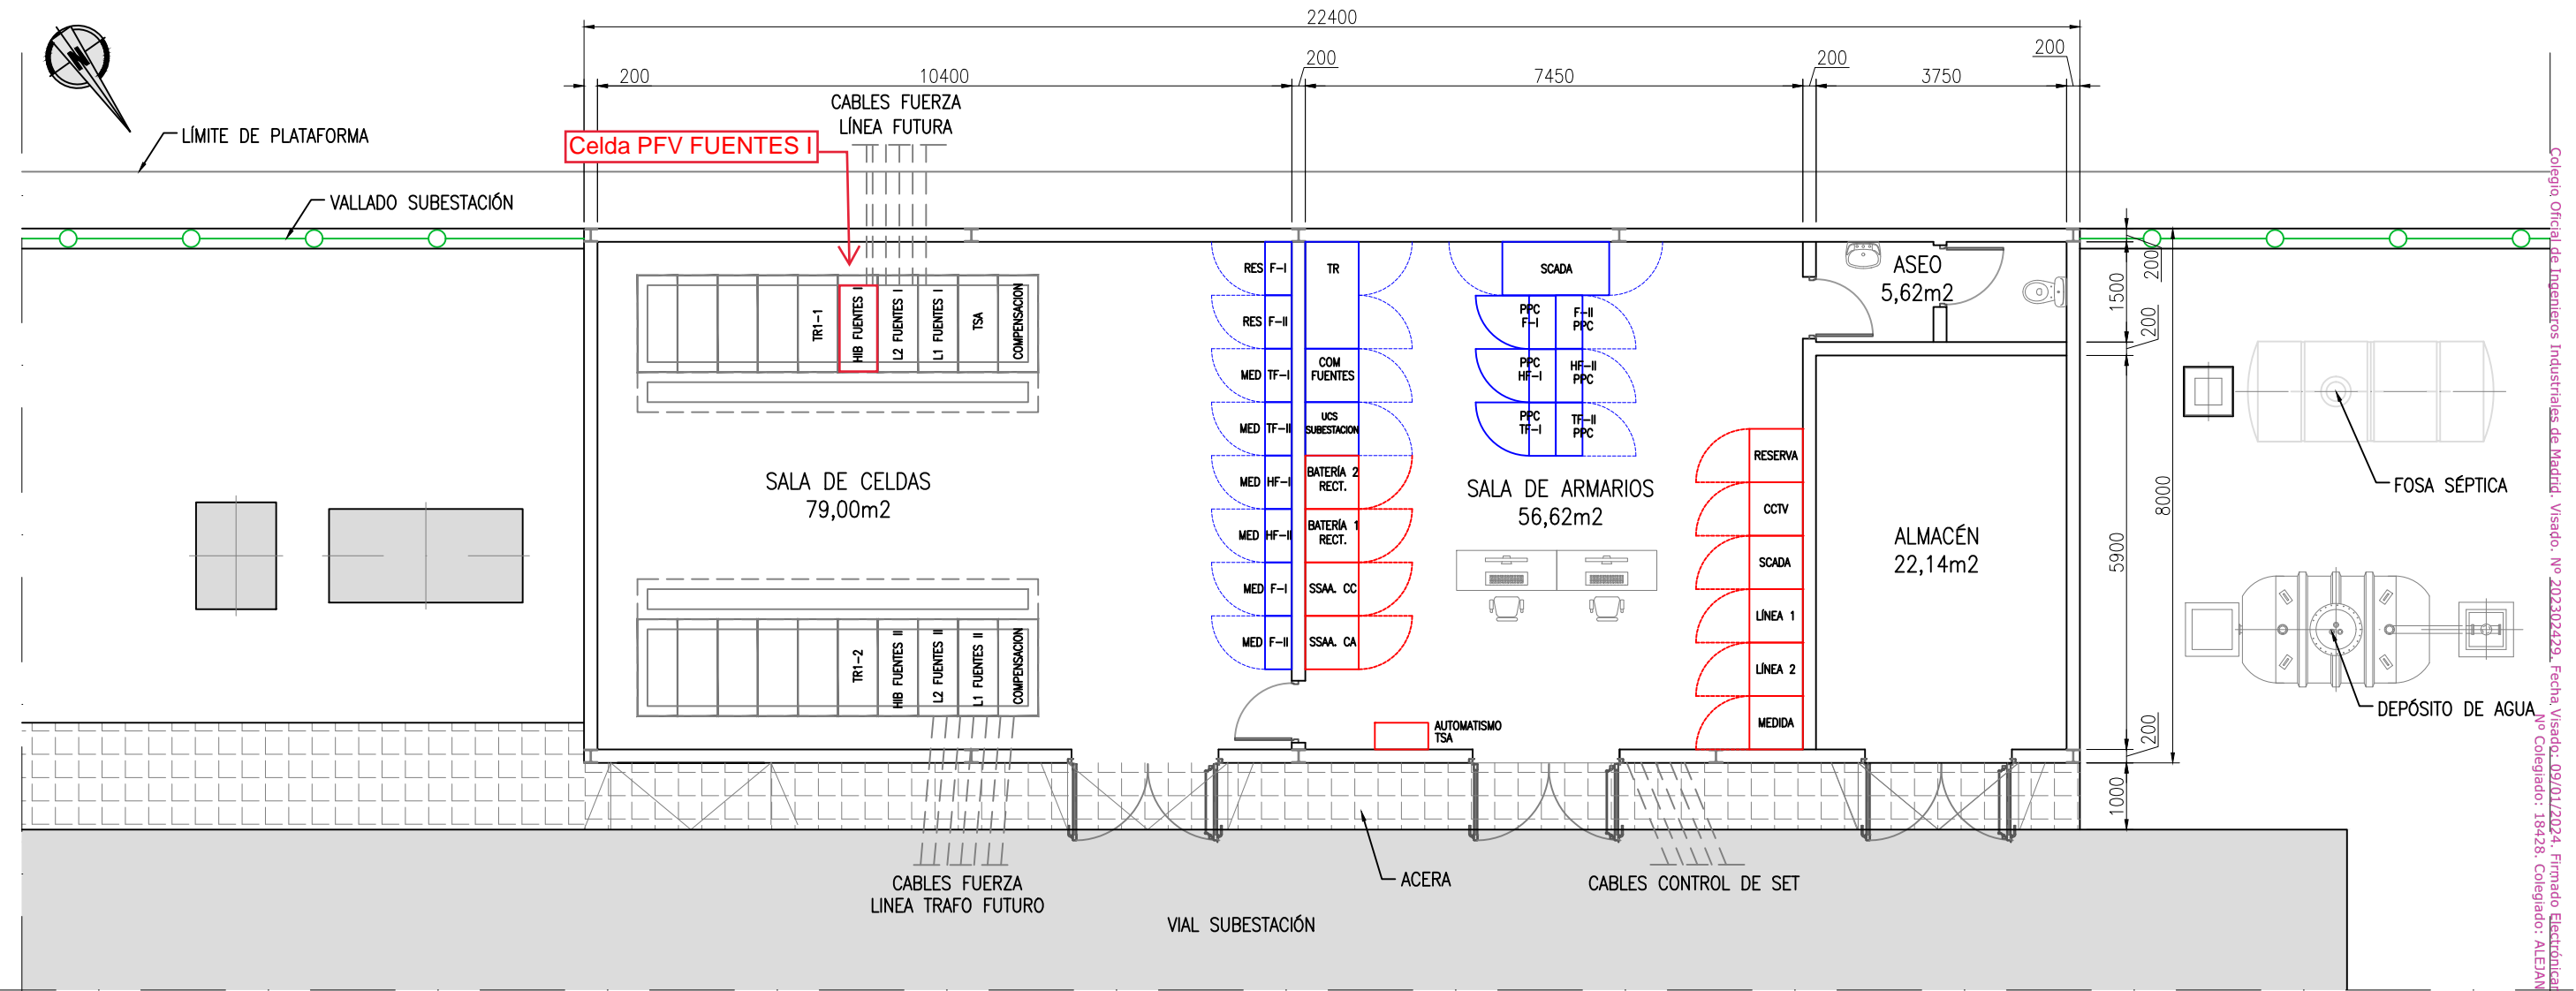 22400
200
10400
200
7450
200
3750
200
N
LÍMITE DE PLATAFORMA
CABLES FUERZA
LÍNEA FUTURA
Celda PFV FUENTES I
VALLADO SUBESTACIÓN
TR1-1
HIB FUENTES I
L2 FUENTES I
L1 FUENTES I
TSA
COMPENSACION
SALA DE CELDAS
79,00m2
TR1-2
HIB FUENTES II
L2 FUENTES II
L1 FUENTES II
COMPENSACION
RES F-I
RES F-II
MED TF-I
MED TF-II
MED HF-I
MED HF-II
MED F-I
MED F-II
TR
COM
FUENTES
UCS
SUBESTACION
BATERÍA 2
RECT.
BATERÍA 1
RECT.
SSAA. CC
SSAA. CA
SCADA
PPC
F-I
F-II
PPC
PPC
HF-I
HF-II
PPC
PPC
TF-I
TF-II
PPC
SALA DE ARMARIOS
56,62m2
RESERVA
CCTV
SCADA
LÍNEA 1
LÍNEA 2
MEDIDA
AUTOMATISMO
TSA
ASEO
5,62m2
ALMACÉN
22,14m2
200
1500
200
5900
8000
200
1000
FOSA SÉPTICA
DEPÓSITO DE AGUA
CABLES FUERZA
LINEA TRAFO FUTURO
ACERA
CABLES CONTROL DE SET
VIAL SUBESTACIÓN
Colegio Oficial de Ingenieros Industriales de Madrid. Visado. Nº 202302429. Fecha Visado: 09/01/2024. Firmado Electrónicar
Nº Colegiado: 18428. Colegiado: ALEJAN